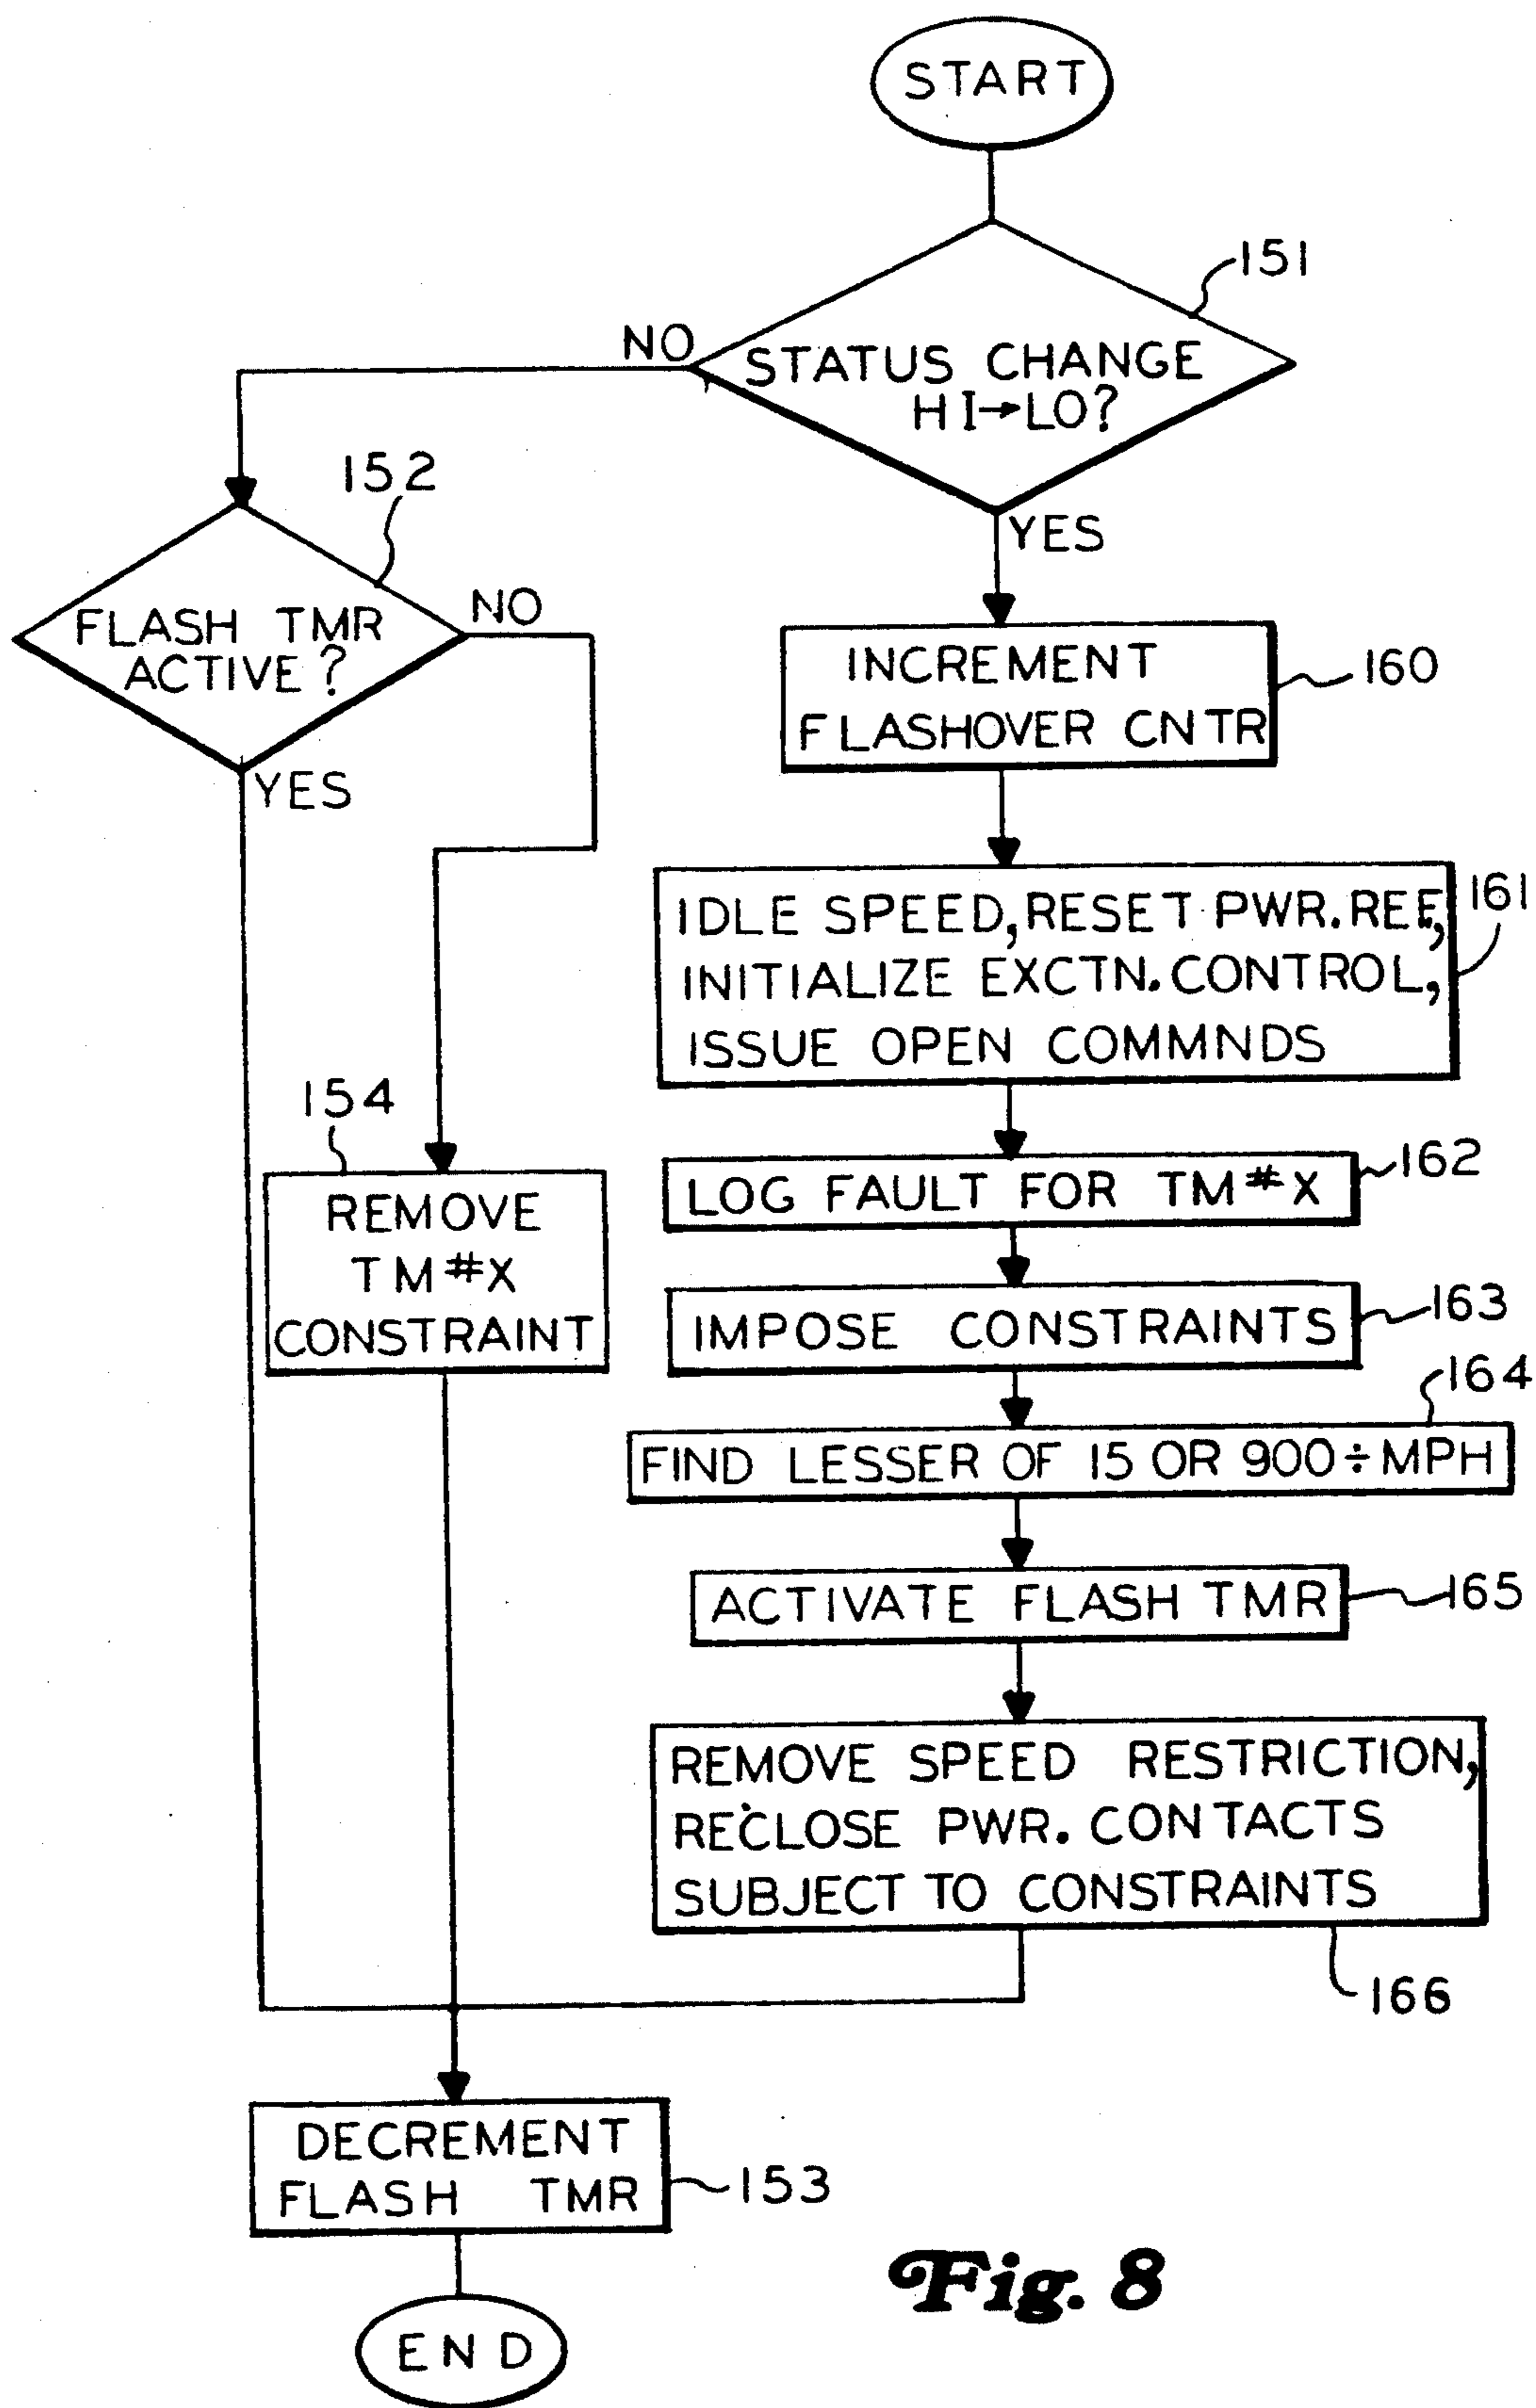 START
151
STATUS CHANGE
HI→LO?
NO
YES
152
FLASH TMR
ACTIVE?
NO
YES
INCREMENT
FLASHOVER CNTR
160
IDLE SPEED, RESET PWR. REF,
INITIALIZE EXCTN. CONTROL,
ISSUE OPEN COMMNDS
161
154
REMOVE
TM#X
CONSTRAINT
LOG FAULT FOR TM#X
162
IMPOSE CONSTRAINTS
163
164
FIND LESSER OF 15 OR 900÷MPH
ACTIVATE FLASH TMR
165
REMOVE SPEED RESTRICTION,
RECLOSE PWR. CONTACTS
SUBJECT TO CONSTRAINTS
166
DECREMENT
FLASH TMR
153
END
Fig. 8